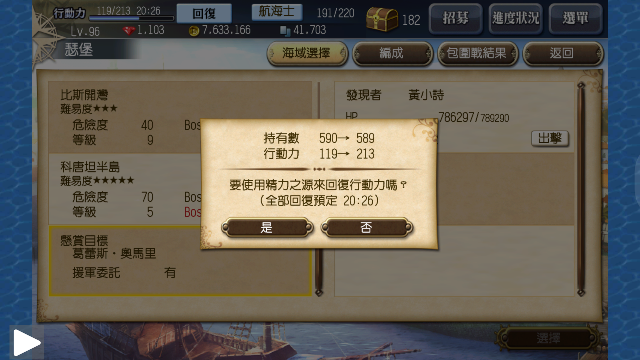 行動力 119/213 20:26
回復
航海士 191/220
182
招募
進度狀況
選單
Lv.96
1.103
7.633.166
41.703
瑟堡
海域選擇
編成
包圍戰結果
返回
比斯開灣
難易度★★★
危險度 40 Bos
等級 9
科唐坦半島
難易度★★★★★
危險度 70 Bos
等級 5 Bos
懸賞目標
葛蕾斯・奧馬里
援軍委託 有
發現者 黃小詩
HP 786297/789290
出擊
持有數 590→ 589
行動力 119→ 213
要使用精力之源來回復行動力嗎？
（全部回復預定 20:26）
是
否
選擇